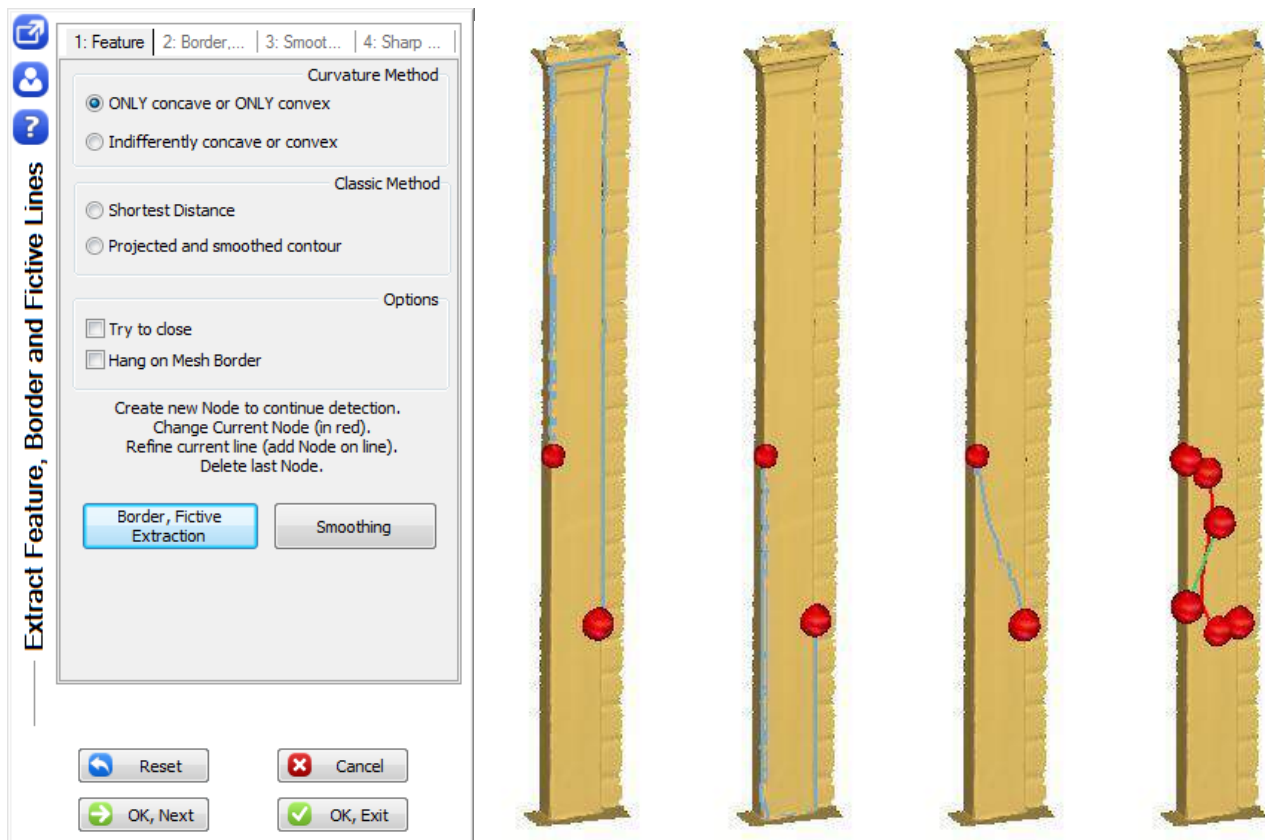 Extract Feature, Border and Fictive Lines
?
1: Feature
2: Border,...
3: Smoot...
4: Sharp ...
Curvature Method
ONLY concave or ONLY convex
Indifferently concave or convex
Classic Method
Shortest Distance
Projected and smoothed contour
Options
Try to close
Hang on Mesh Border
Create new Node to continue detection.
Change Current Node (in red).
Refine current line (add Node on line).
Delete last Node.
Border, Fictive
Extraction
Smoothing
Reset
Cancel
OK, Next
OK, Exit